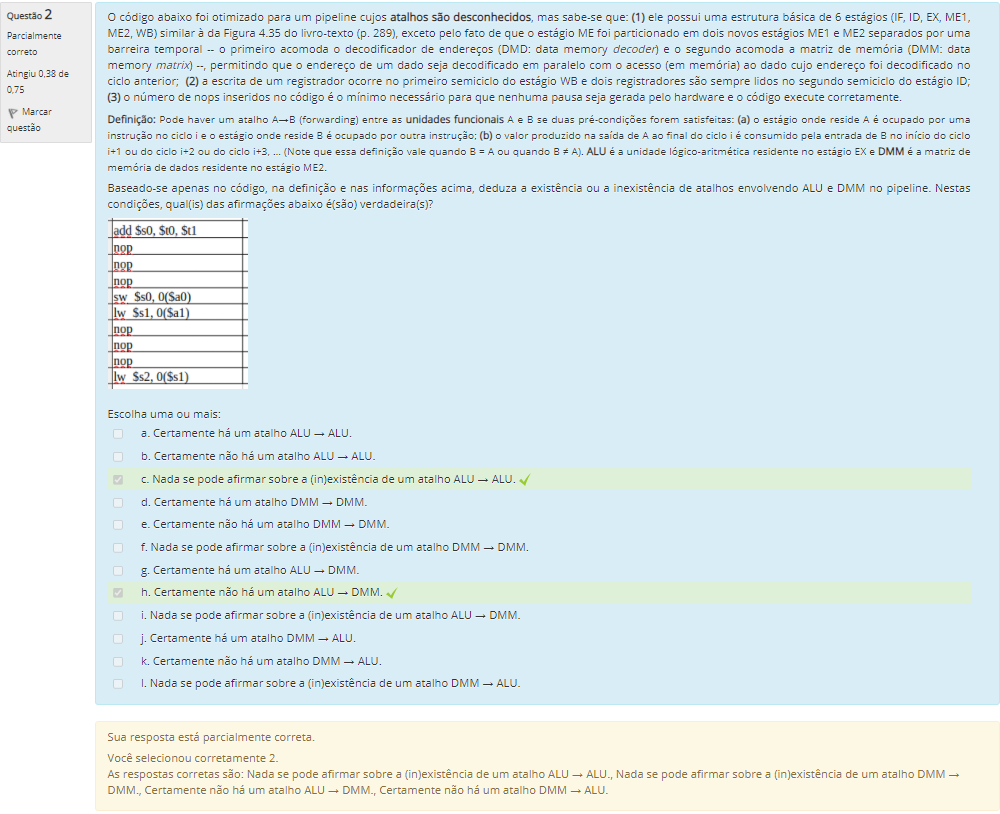 Questão 2
Parcialmente
correto
Atingiu 0,38 de
0,75
Marcar
questão
O código abaixo foi otimizado para um pipeline cujos atalhos são desconhecidos, mas sabe-se que: (1) ele possui uma estrutura básica de 6 estágios (IF, ID, EX, ME1,
ME2, WB) similar à da Figura 4.35 do livro-texto (p. 289), exceto pelo fato de que o estágio ME foi particionado em dois novos estágios ME1 e ME2 separados por uma
barreira temporal -- o primeiro acomoda o decodificador de endereços (DMD: data memory decoder) e o segundo acomoda a matriz de memória (DMM: data
memory matrix) --, permitindo que o endereço de um dado seja decodificado em paralelo com o acesso (em memória) ao dado cujo endereço foi decodificado no
ciclo anterior; (2) a escrita de um registrador ocorre no primeiro semiciclo do estágio WB e dois registradores são sempre lidos no segundo semiciclo do estágio ID;
(3) o número de nops inseridos no código é o mínimo necessário para que nenhuma pausa seja gerada pelo hardware e o código execute corretamente.
Definição: Pode haver um atalho A→B (forwarding) entre as unidades funcionais A e B se duas pré-condições forem satisfeitas: (a) o estágio onde reside A é ocupado por uma
instrução no ciclo i e o estágio onde reside B é ocupado por outra instrução; (b) o valor produzido na saída de A ao final do ciclo i é consumido pela entrada de B no início do ciclo
i+1 ou do ciclo i+2 ou do ciclo i+3, ... (Note que essa definição vale quando B = A ou quando B ≠ A). ALU é a unidade lógico-aritmética residente no estágio EX e DMM é a matriz de
memória de dados residente no estágio ME2.
Baseado-se apenas no código, na definição e nas informações acima, deduza a existência ou a inexistência de atalhos envolvendo ALU e DMM no pipeline. Nestas
condições, qual(is) das afirmações abaixo é(são) verdadeira(s)?
add $s0, $t0, $t1
nop
nop
nop
sw $s0, 0($a0)
lw $s1, 0($a1)
nop
nop
nop
lw $s2, 0($s1)
Escolha uma ou mais:
a. Certamente há um atalho ALU → ALU.
b. Certamente não há um atalho ALU → ALU.
c. Nada se pode afirmar sobre a (in)existência de um atalho ALU → ALU.
d. Certamente há um atalho DMM → DMM.
e. Certamente não há um atalho DMM → DMM.
f. Nada se pode afirmar sobre a (in)existência de um atalho DMM → DMM.
g. Certamente há um atalho ALU → DMM.
h. Certamente não há um atalho ALU → DMM.
i. Nada se pode afirmar sobre a (in)existência de um atalho ALU → DMM.
j. Certamente há um atalho DMM → ALU.
k. Certamente não há um atalho DMM → ALU.
l. Nada se pode afirmar sobre a (in)existência de um atalho DMM → ALU.
Sua resposta está parcialmente correta.
Você selecionou corretamente 2.
As respostas corretas são: Nada se pode afirmar sobre a (in)existência de um atalho ALU → ALU., Nada se pode afirmar sobre a (in)existência de um atalho DMM →
DMM., Certamente não há um atalho ALU → DMM., Certamente não há um atalho DMM → ALU.